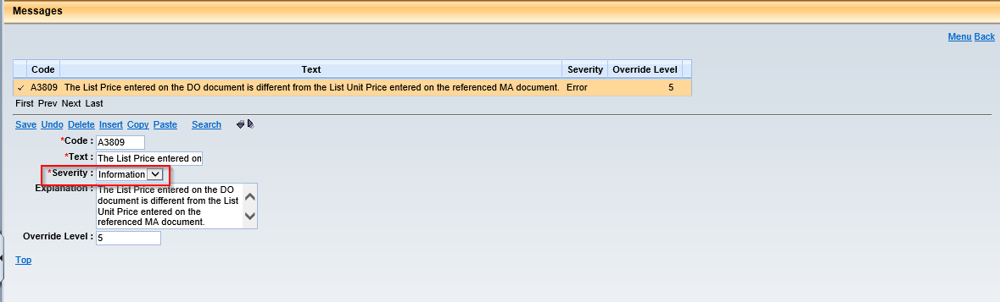 Messages
Menu Back
Code Text Severity Override Level
A3809 The List Price entered on the DO document is different from the List Unit Price entered on the referenced MA document. Error 5
First Prev Next Last
Save Undo Delete Insert Copy Paste Search
*Code : A3809
*Text : The List Price entered on
*Severity : Information
Explanation : The List Price entered on the DO
document is different from the List
Unit Price entered on the
referenced MA document.
Override Level : 5
Top